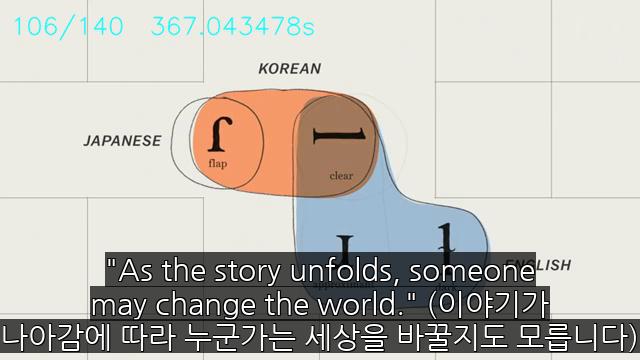 106/140 367.043478s
KOREAN
JAPANESE
ɾ
flap
l
clear
ɹ
ɫ
approximant
dark
ENGLISH
"As the story unfolds, someone
may change the world." (이야기가
나아감에 따라 누군가는 세상을 바꿀지도 모릅니다)